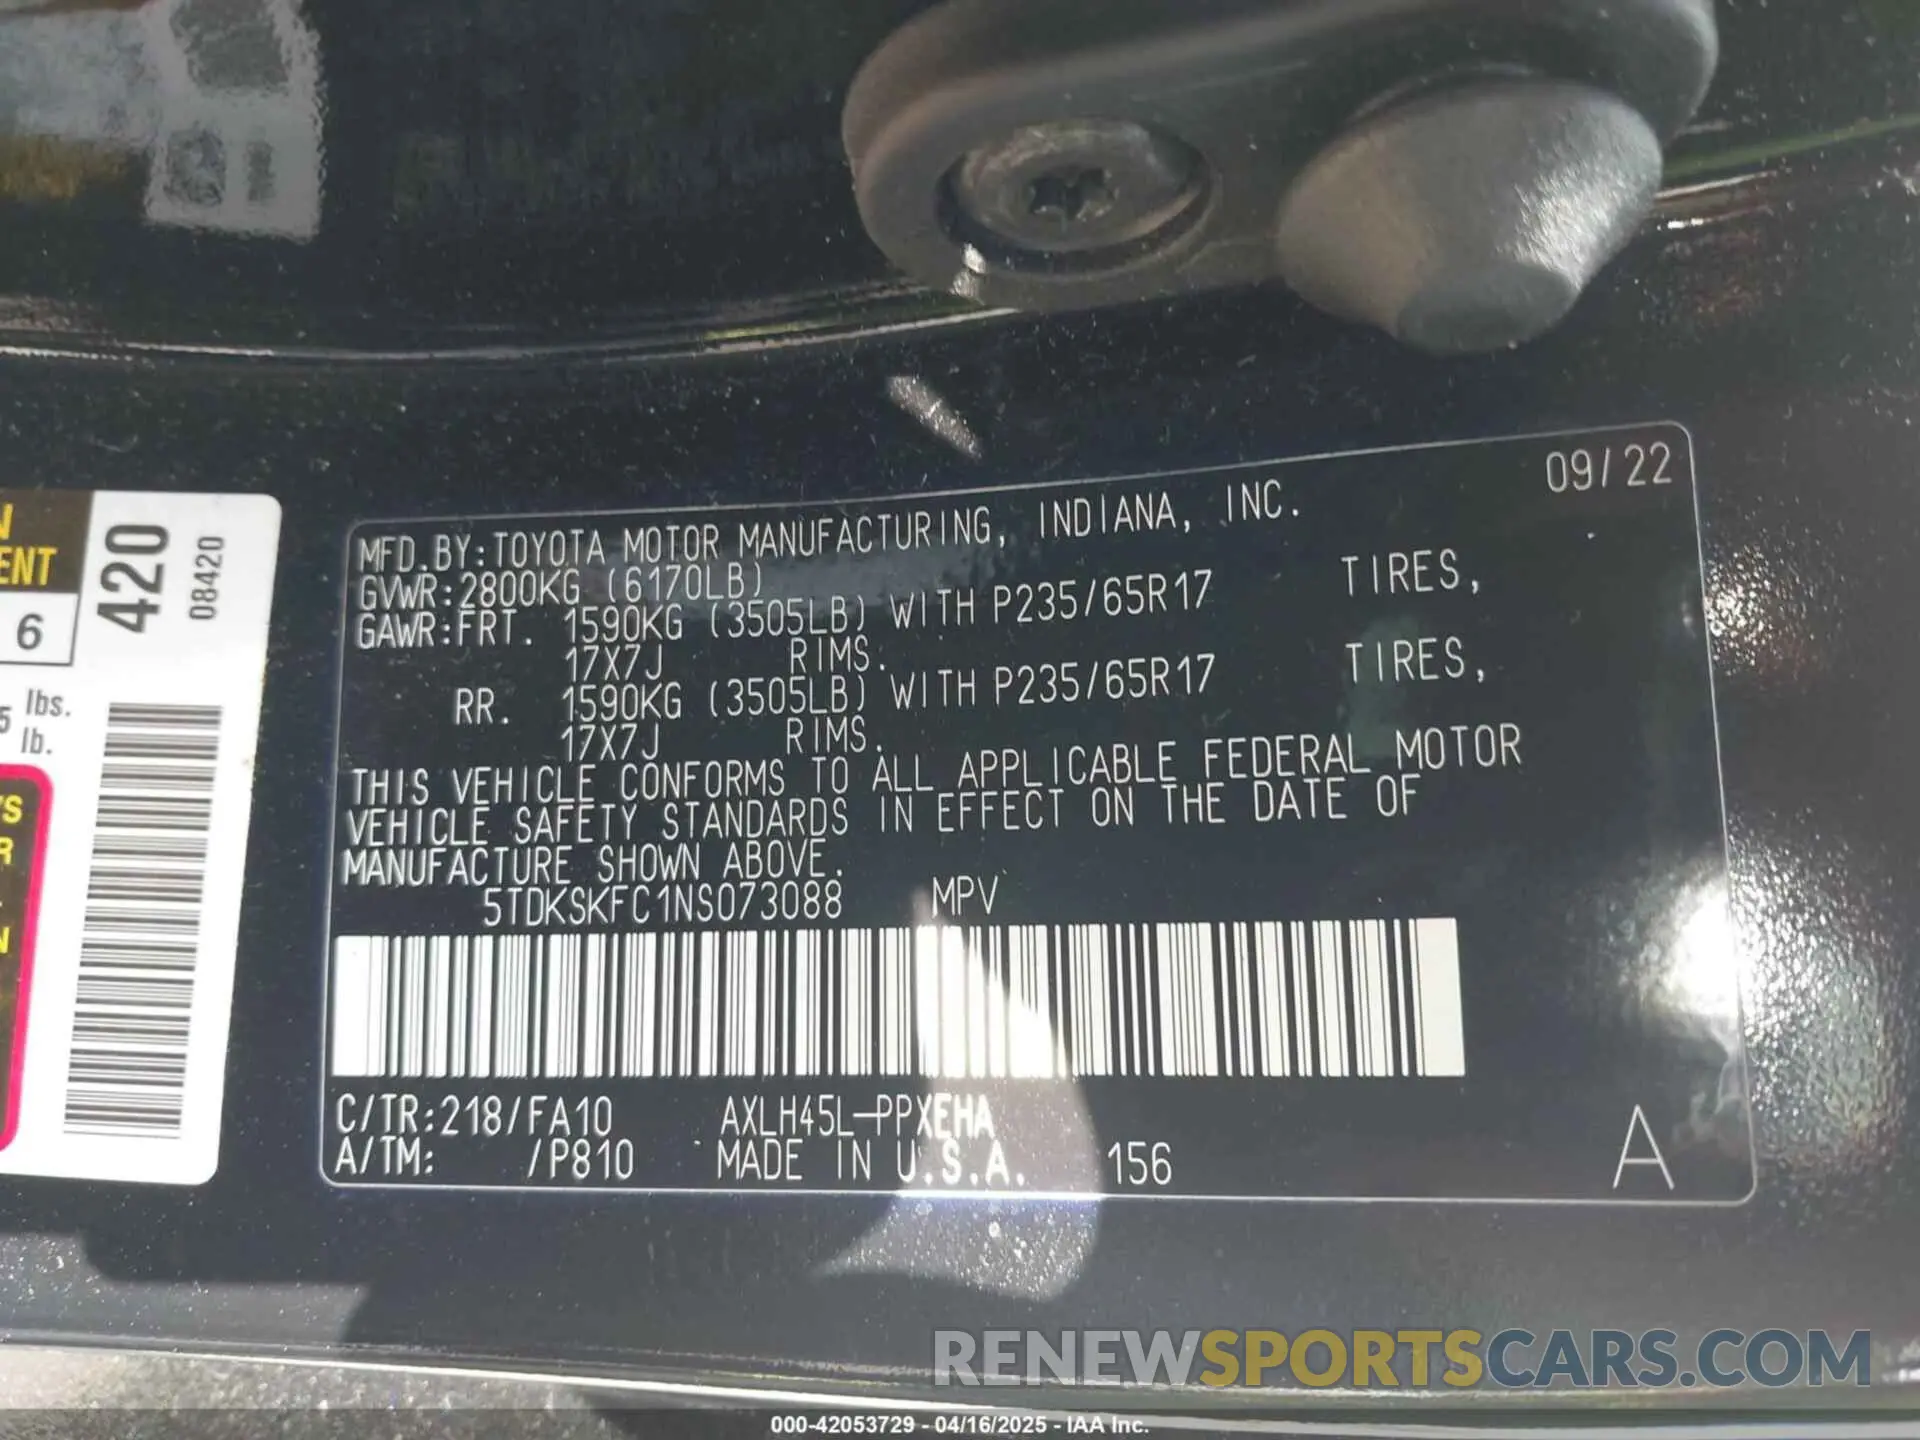 09/22
MFD.BY:TOYOTA MOTOR MANUFACTURING, INDIANA, INC.
GVWR:2800KG (6170LB)
GAWR:FRT. 1590KG (3505LB) WITH P235/65R17 TIRES,
17X7J RIMS.
RR. 1590KG (3505LB) WITH P235/65R17 TIRES,
17X7J RIMS.
THIS VEHICLE CONFORMS TO ALL APPLICABLE FEDERAL MOTOR
VEHICLE SAFETY STANDARDS IN EFFECT ON THE DATE OF
MANUFACTURE SHOWN ABOVE.
5TDKSKFC1NS073088 MPV
C/TR:218/FA10 AXLH45L-PPXEHA
A/TM: /P810 MADE IN U.S.A. 156 A
420
08420
6
lbs.
lb.
RENEWSPORTSCARS.COM
000-42053729 - 04/16/2025 - IAA Inc.